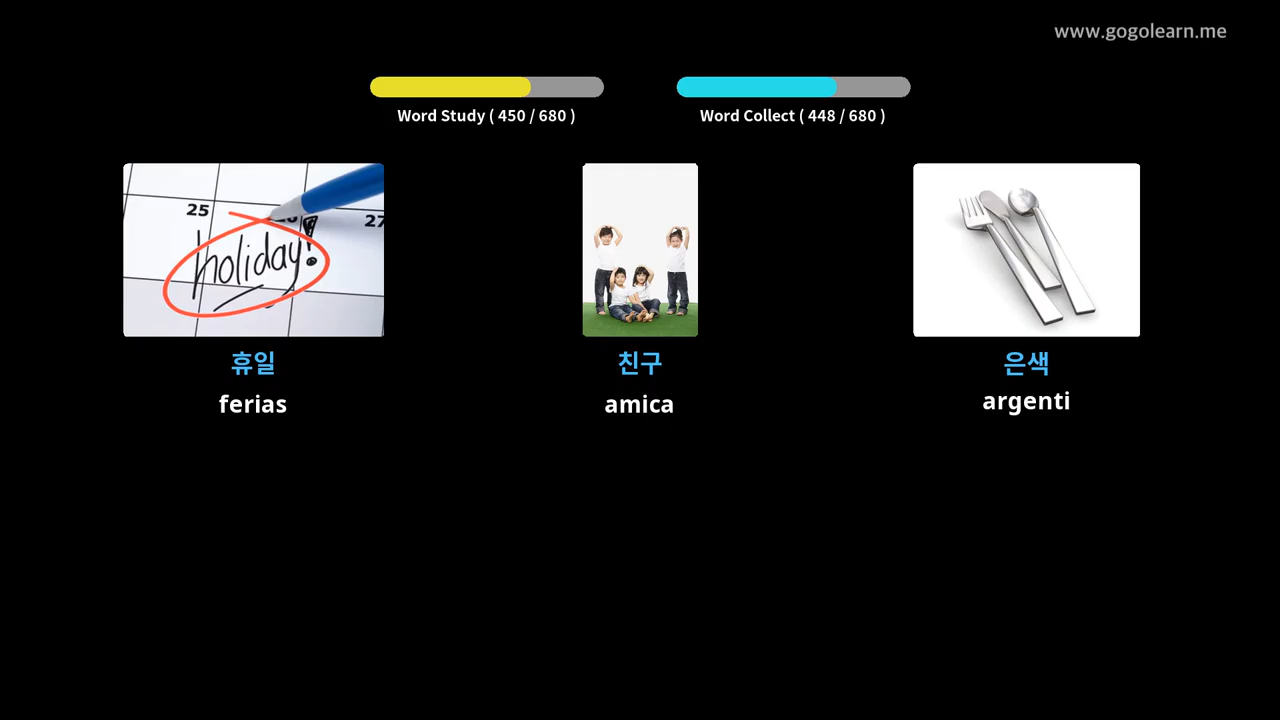 www.gogolearn.me
Word Study ( 450 / 680 )
Word Collect ( 448 / 680 )
25
27
holiday!
휴일
친구
은색
ferias
amica
argenti